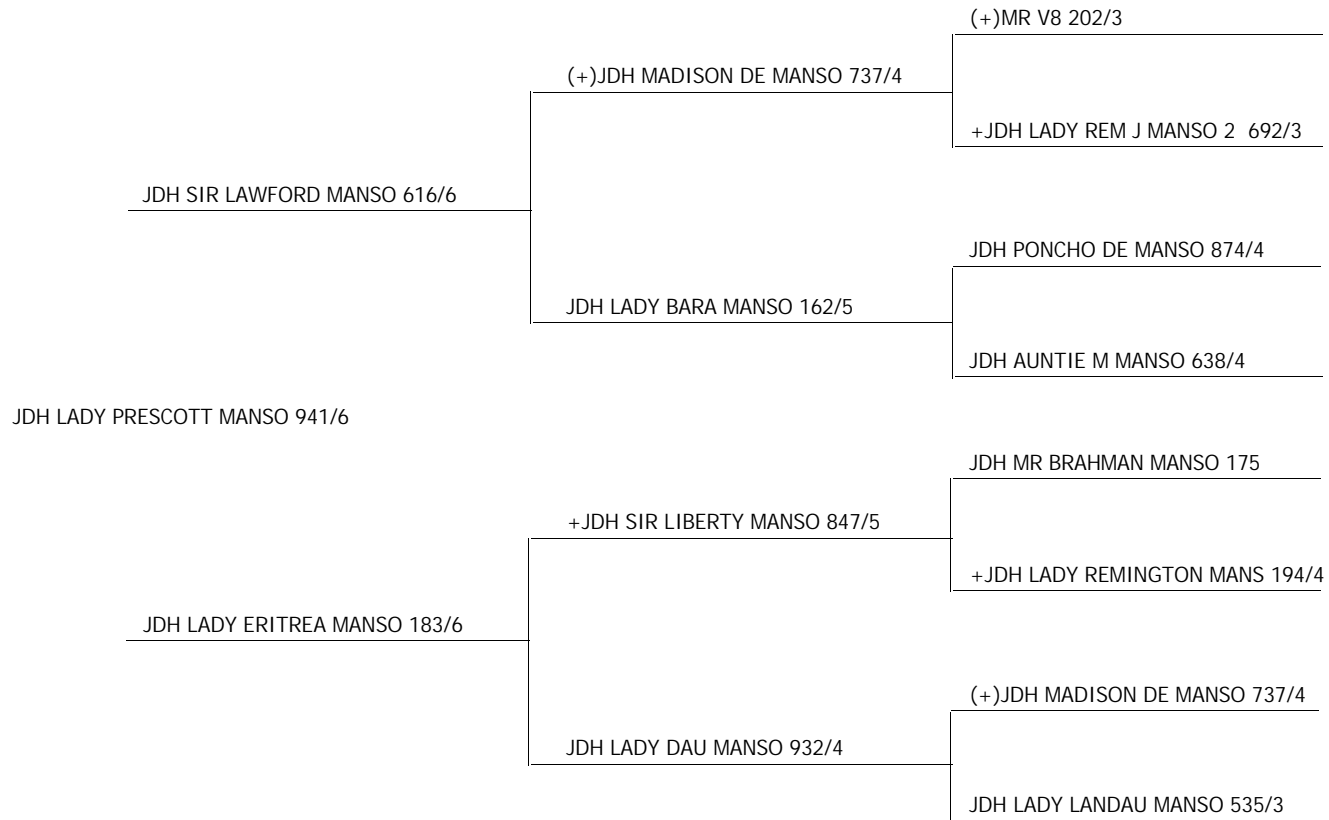 (+)MR V8 202/3
(+)JDH MADISON DE MANSO 737/4
+JDH LADY REM J MANSO 2  692/3
JDH SIR LAWFORD MANSO 616/6
JDH PONCHO DE MANSO 874/4
JDH LADY BARA MANSO 162/5
JDH AUNTIE M MANSO 638/4
JDH LADY PRESCOTT MANSO 941/6
JDH MR BRAHMAN MANSO 175
+JDH SIR LIBERTY MANSO 847/5
+JDH LADY REMINGTON MANS 194/4
JDH LADY ERITREA MANSO 183/6
(+)JDH MADISON DE MANSO 737/4
JDH LADY DAU MANSO 932/4
JDH LADY LANDAU MANSO 535/3